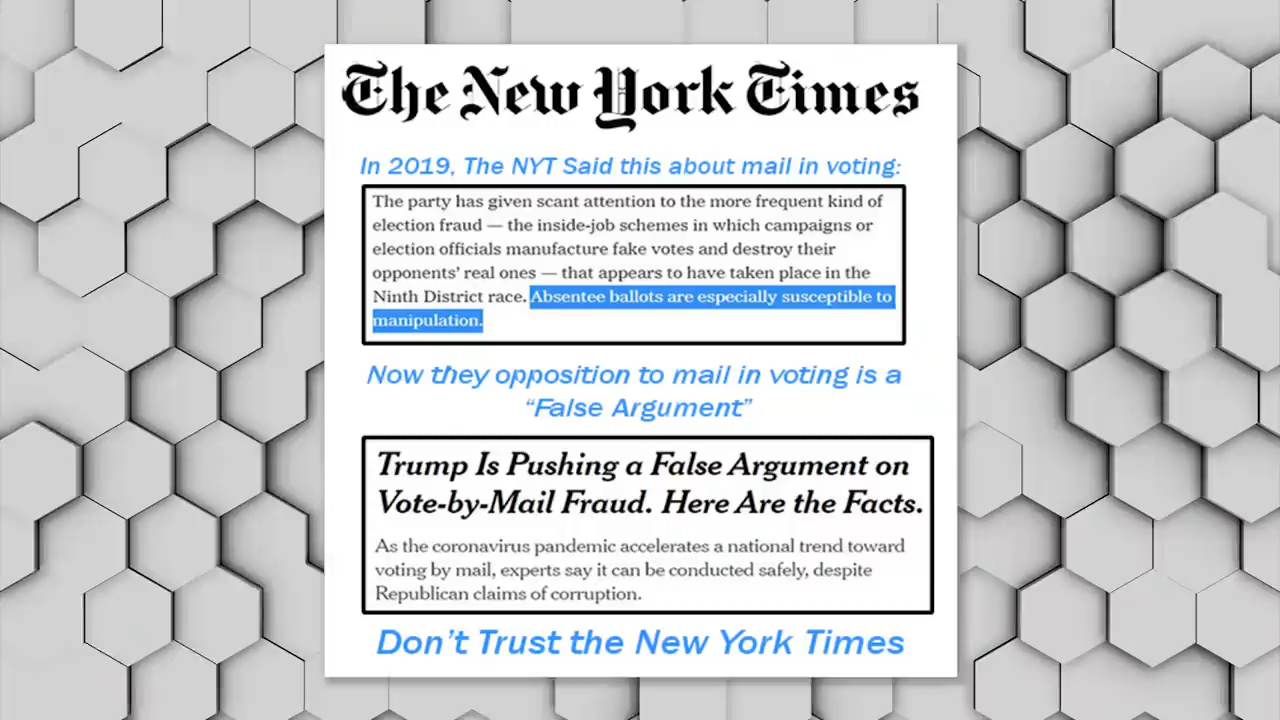 The New York Times
In 2019, The NYT Said this about mail in voting:
The party has given scant attention to the more frequent kind of
election fraud — the inside-job schemes in which campaigns or
election officials manufacture fake votes and destroy their
opponents' real ones — that appears to have taken place in the
Ninth District race. Absentee ballots are especially susceptible to
manipulation.
Now they opposition to mail in voting is a
“False Argument”
Trump Is Pushing a False Argument on
Vote-by-Mail Fraud. Here Are the Facts.
As the coronavirus pandemic accelerates a national trend toward
voting by mail, experts say it can be conducted safely, despite
Republican claims of corruption.
Don't Trust the New York Times